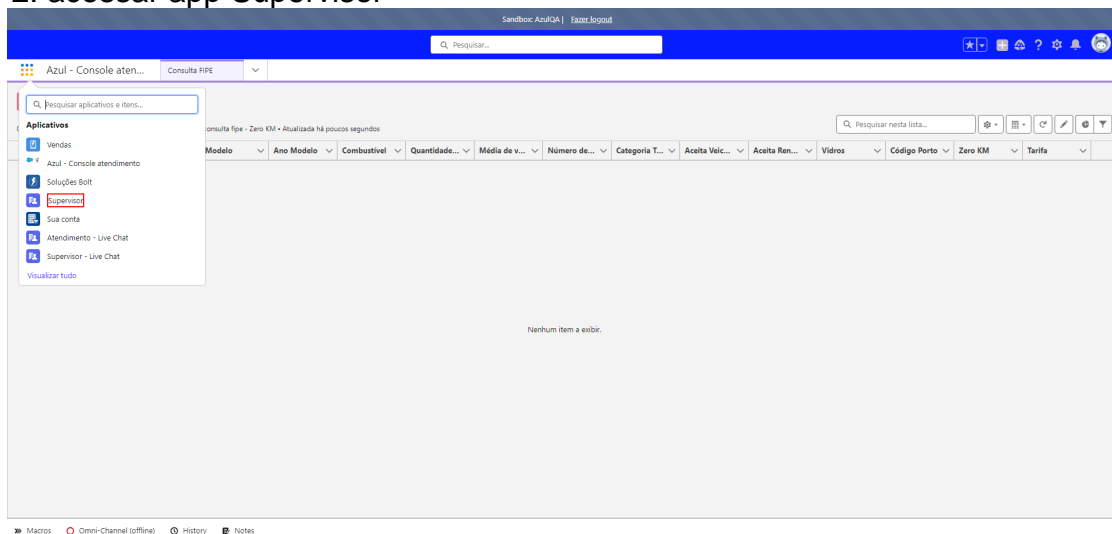 2. acessar app Supervisor
Sandbox: AzulQA | Fazer logout
Pesquisar...
Azul - Console aten...
Consulta FIPE
Pesquisar aplicativos e itens...
Aplicativos
Vendas
Azul - Console atendimento
Soluções Bolt
Supervisor
Sua conta
Atendimento - Live Chat
Supervisor - Live Chat
Visualizar tudo
onsulta fipe - Zero KM • Atualizada há poucos segundos
Pesquisar nesta lista...
Modelo Ano Modelo Combustível Quantidade... Média de v... Número de... Categoria T... Aceita Veic... Aceita Ren... Vidros Código Porto Zero KM Tarifa
Nenhum item a exibir.
Macros Omni-Channel (offline) History Notes